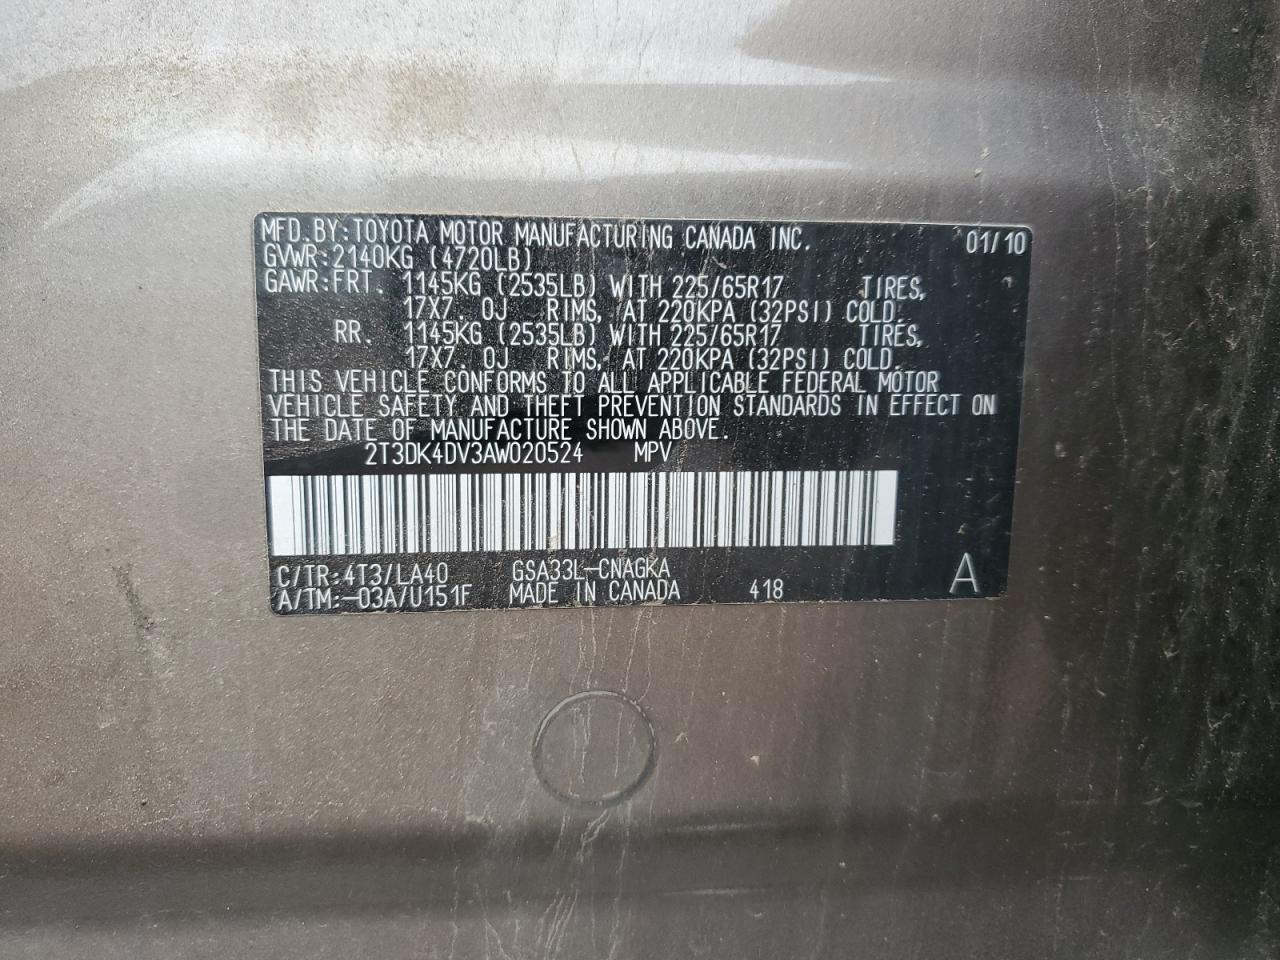 MFD. BY: TOYOTA MOTOR MANUFACTURING CANADA INC. 01/10
GVWR: 2140KG (4720LB)
GAWR: FRT. 1145KG (2535LB) WITH 225/65R17 TIRES,
17X7. 0J RIMS, AT 220KPA (32PSI) COLD.
RR. 1145KG (2535LB) WITH 225/65R17 TIRES,
17X7. 0J RIMS, AT 220KPA (32PSI) COLD.
THIS VEHICLE CONFORMS TO ALL APPLICABLE FEDERAL MOTOR
VEHICLE SAFETY AND THEFT PREVENTION STANDARDS IN EFFECT ON
THE DATE OF MANUFACTURE SHOWN ABOVE.
2T3DK4DV3AW020524 MPV
C/TR: 4T3/LA40 GSA33L-CNAGKA
A/TM: -03A/U151F MADE IN CANADA 418 A